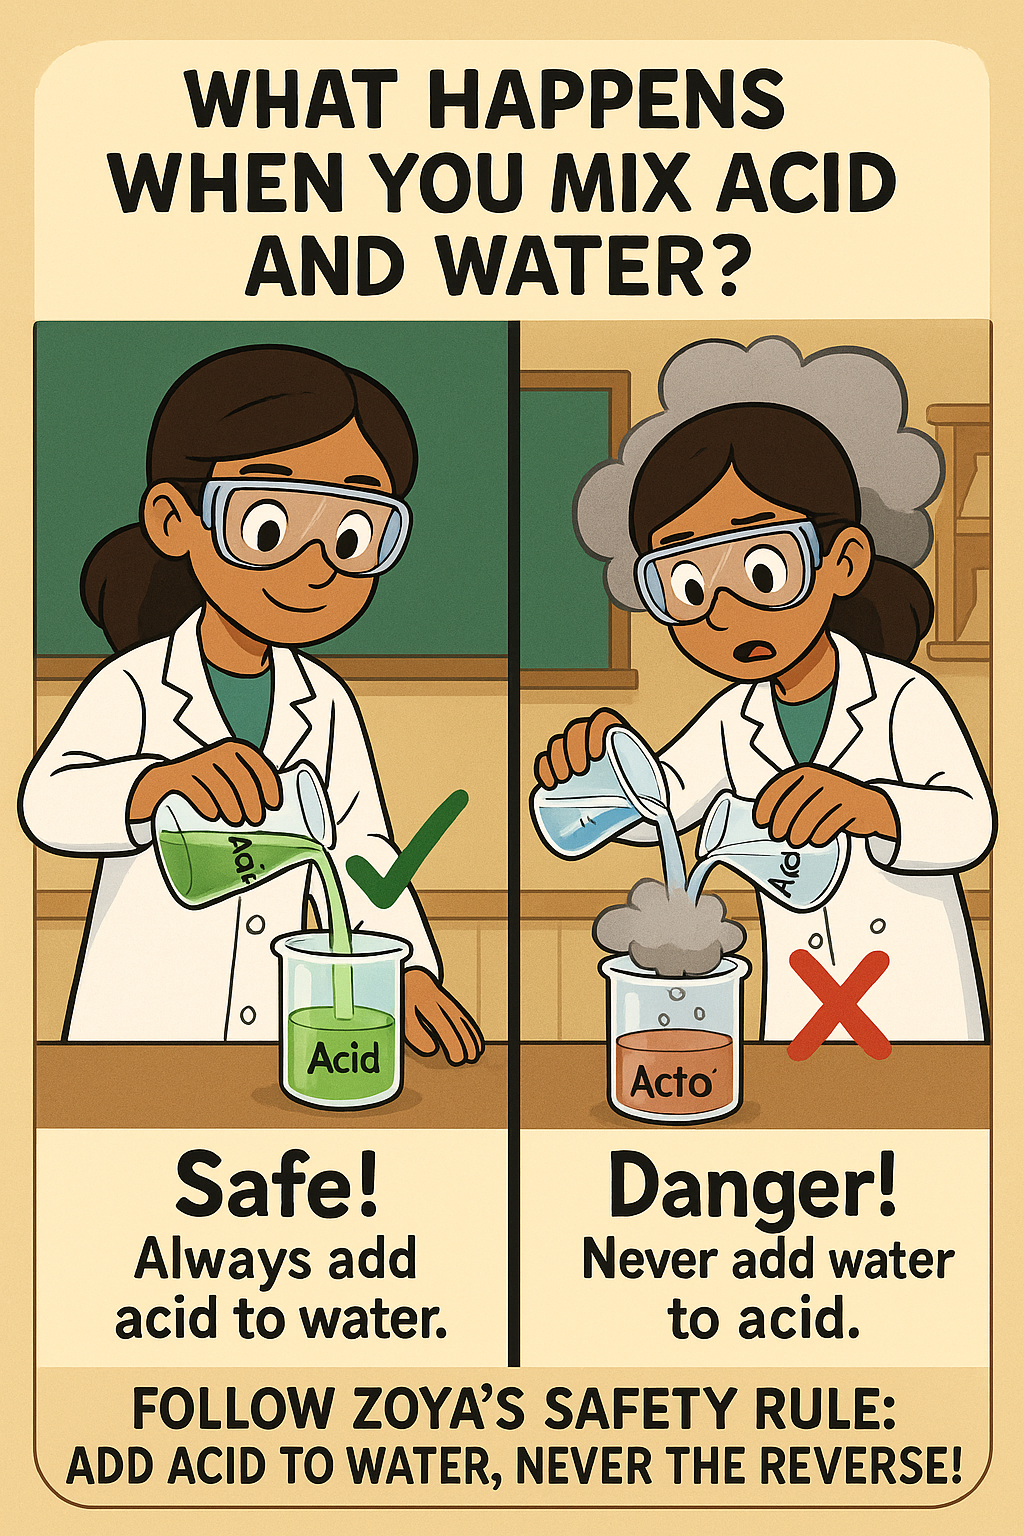 WHAT HAPPENS
WHEN YOU MIX ACID
AND WATER?
Acid
Acto
Safe!
Always add
acid to water.
Danger!
Never add water
to acid.
FOLLOW ZOYA'S SAFETY RULE:
ADD ACID TO WATER, NEVER THE REVERSE!